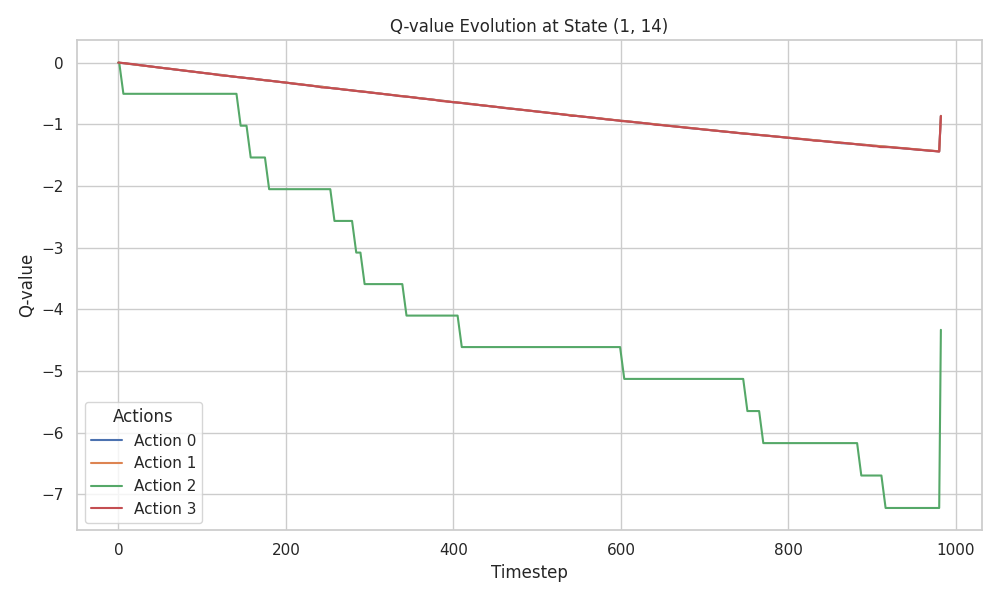 Q-value Evolution at State (1, 14)
0
−1
−2
−3
−4
−5
−6
−7
Q-value
Actions
Action 0
Action 1
Action 2
Action 3
0 200 400 600 800 1000
Timestep